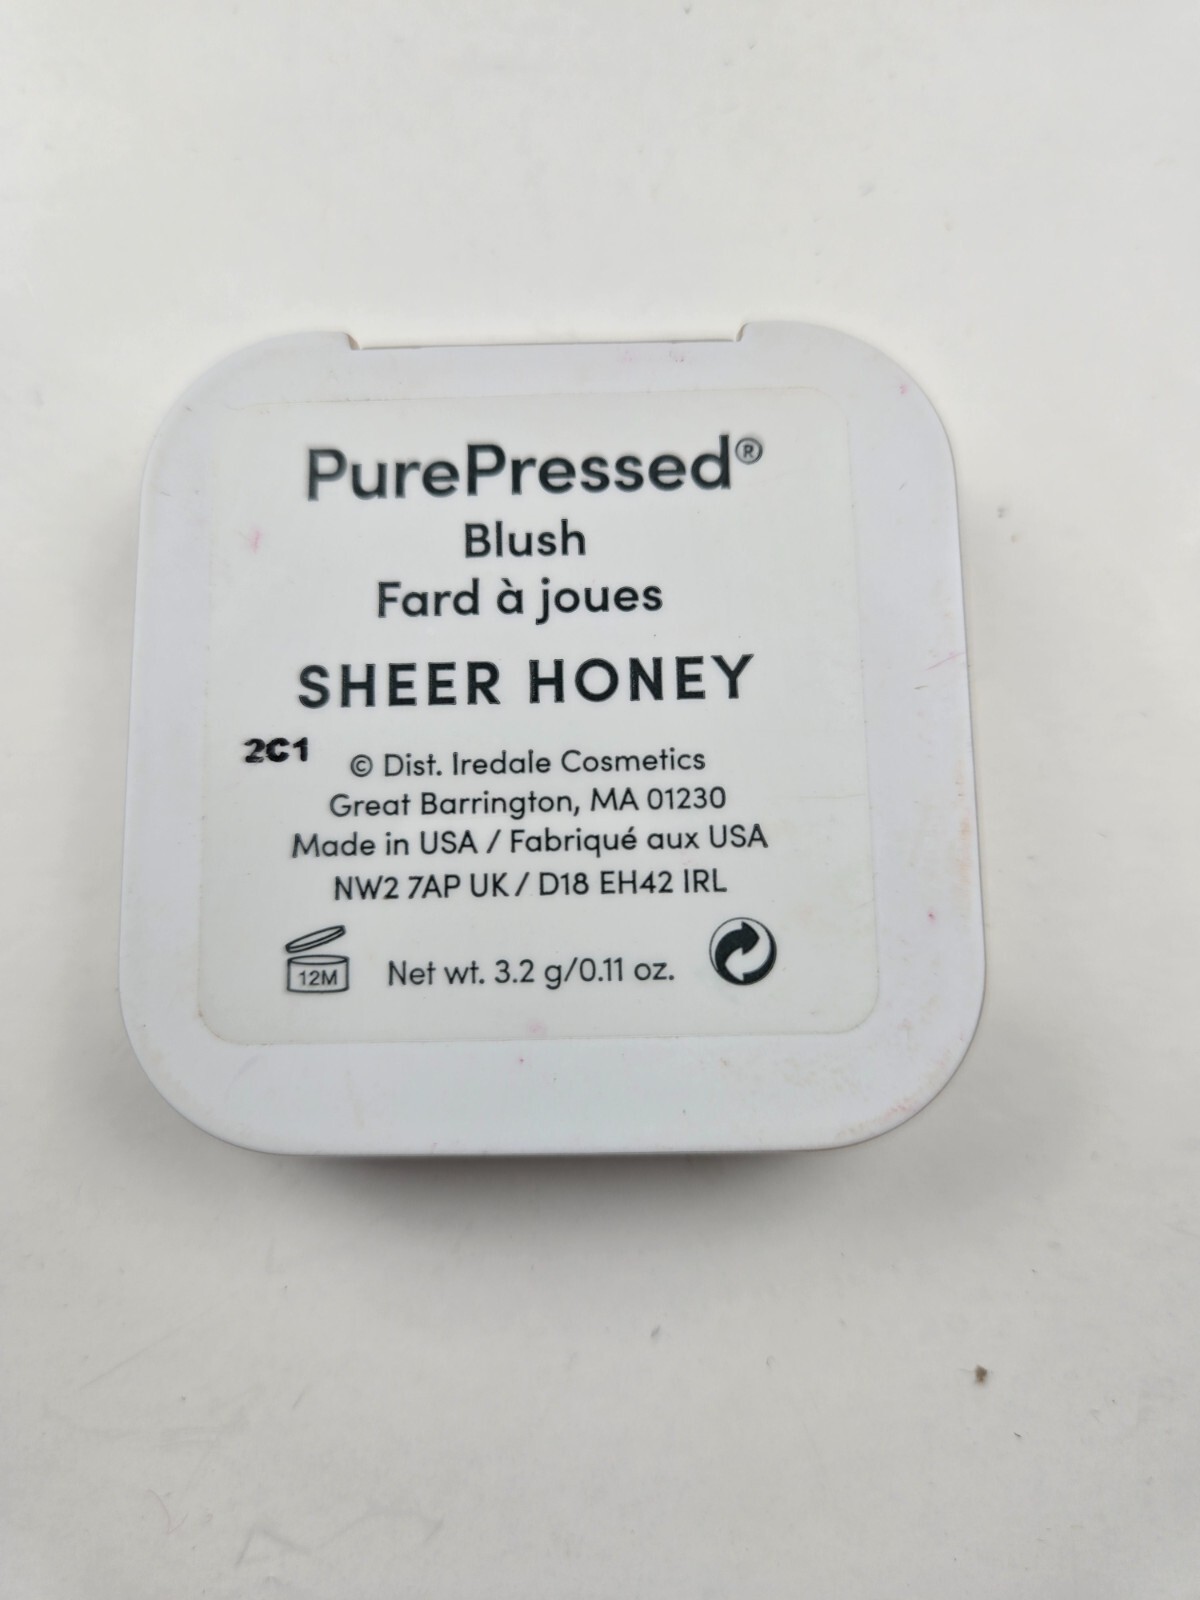 PurePressed®
Blush
Fard à joues
SHEER HONEY
2C1 © Dist. Iredale Cosmetics
Great Barrington, MA 01230
Made in USA / Fabriqué aux USA
NW2 7AP UK / D18 EH42 IRL
12M Net wt. 3.2 g/0.11 oz.